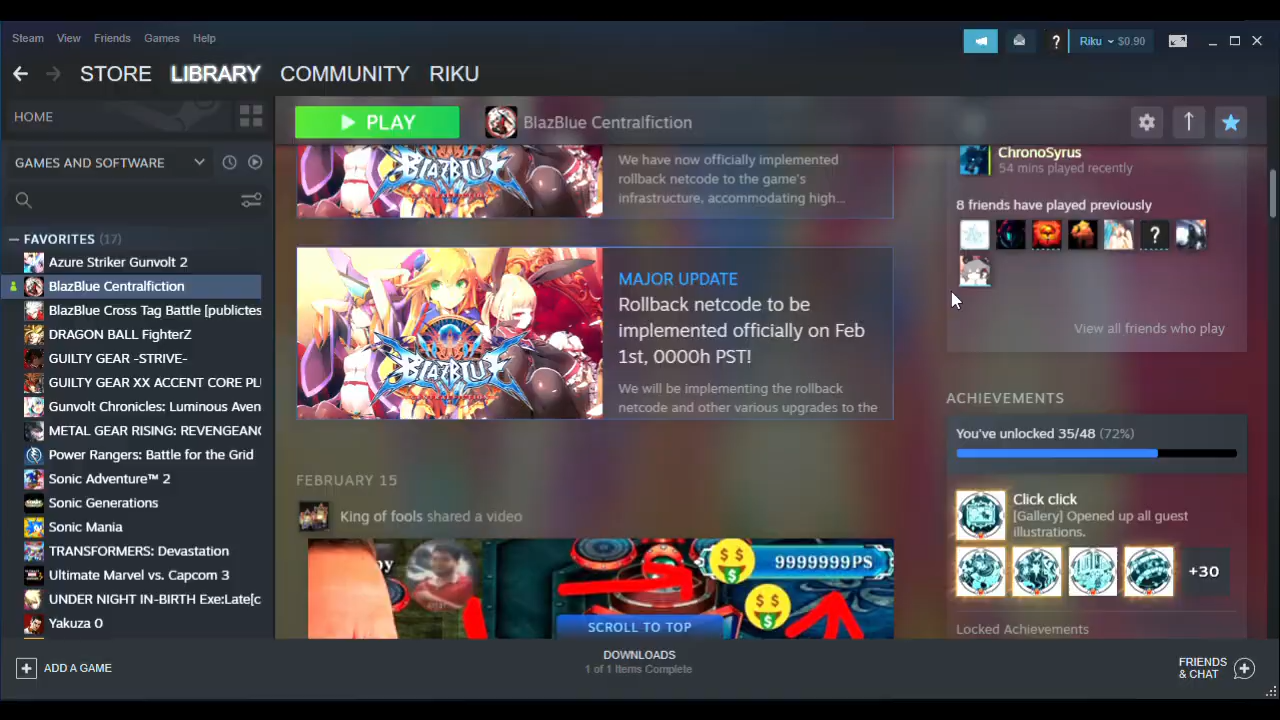 Steam View Friends Games Help
Riku $0.90
STORE LIBRARY COMMUNITY RIKU
HOME
GAMES AND SOFTWARE
FAVORITES (17)
Azure Striker Gunvolt 2
BlazBlue Centralfiction
BlazBlue Cross Tag Battle [publictes
DRAGON BALL FighterZ
GUILTY GEAR -STRIVE-
GUILTY GEAR XX ACCENT CORE PL
Gunvolt Chronicles: Luminous Aven
METAL GEAR RISING: REVENGEANC
Power Rangers: Battle for the Grid
Sonic Adventure™ 2
Sonic Generations
Sonic Mania
TRANSFORMERS: Devastation
Ultimate Marvel vs. Capcom 3
UNDER NIGHT IN-BIRTH Exe:Late[c
Yakuza 0
PLAY
BlazBlue Centralfiction
BLAZBLUE
We have now officially implemented
rollback netcode to the game's
infrastructure, accommodating high...
BLAZBLUE
MAJOR UPDATE
Rollback netcode to be
implemented officially on Feb
1st, 0000h PST!
We will be implementing the rollback
netcode and other various upgrades to the
FEBRUARY 15
King of fools shared a video
9999999P$
SCROLL TO TOP
ChronoSyrus
54 mins played recently
8 friends have played previously
?
View all friends who play
ACHIEVEMENTS
You've unlocked 35/48 (72%)
Click click
[Gallery] Opened up all guest
illustrations.
+30
Locked Achievements
ADD A GAME
DOWNLOADS
1 of 1 Items Complete
FRIENDS
& CHAT